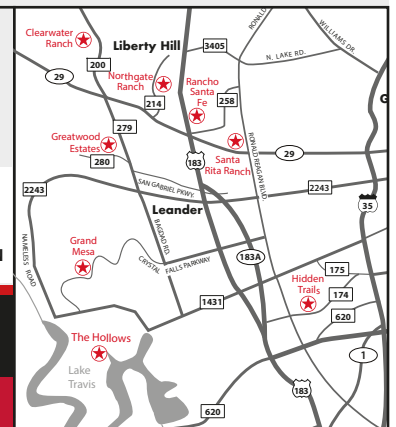 Clearwater
Ranch
Liberty Hill
3405
N. LAKE RD.
RONALD
WILLIAMS DR.
200
29
Northgate
Ranch
Rancho
Santa
Fe
214
258
G
279
Greatwood
Estates
280
183
Santa
Rita Ranch
RONALD REAGAN BLVD.
29
2243
SAN GABRIEL PKWY.
2243
Leander
35
NAMELESS ROAD
BAGDAD RD.
Grand
Mesa
CRYSTAL FALLS PARKWAY
183A
175
Hidden
Trails
174
1431
620
The Hollows
Lake
Travis
1
183
620